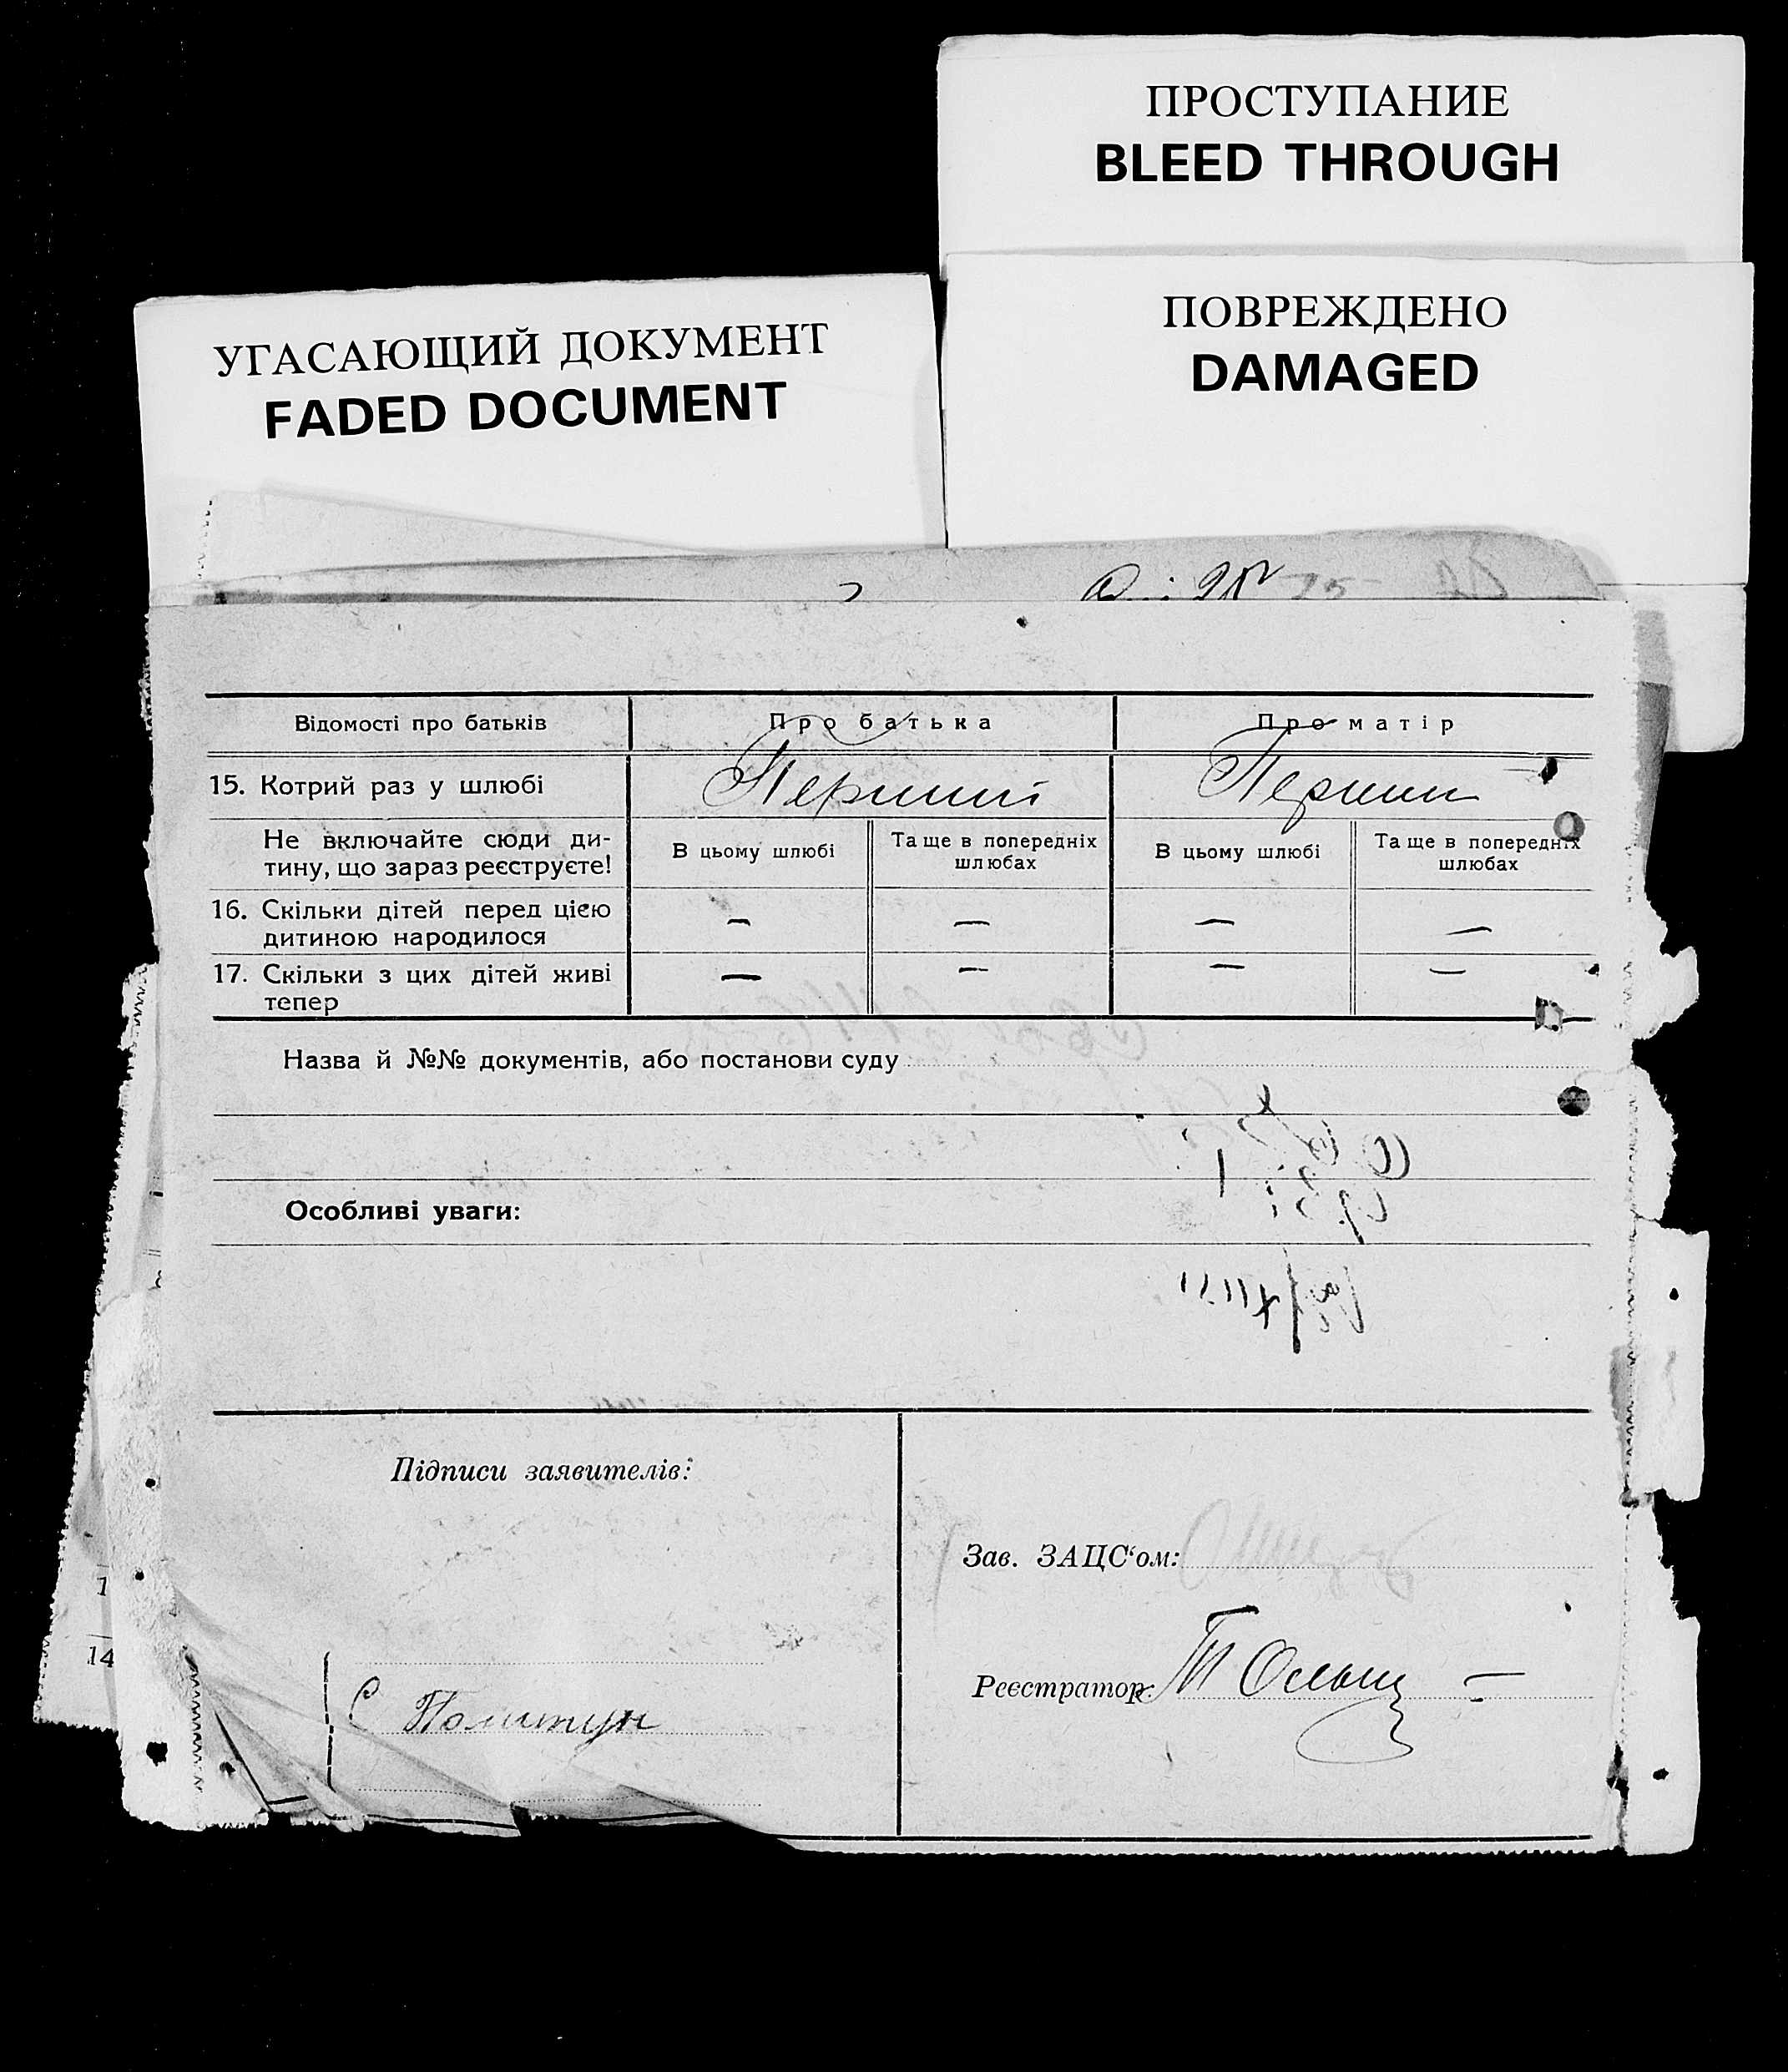 ПРОСТУПАНИЕ
BLEED THROUGH
УГАСАЮЩИЙ ДОКУМЕНТ
FADED DOCUMENT
ПОВРЕЖДЕНО
DAMAGED
Відомості про батьків Про батька Про матір
15. Котрий раз у шлюбі Перший Перший
Не включайте сюди ди-
тину, що зараз реєструєте!
В цьому шлюбі Та ще в попередніх
шлюбах
В цьому шлюбі Та ще в попередніх
шлюбах
16. Скільки дітей перед цією
дитиною народилося — — — —
17. Скільки з цих дітей живі
тепер — — — —
Назва й №№ документів, або постанови суду
Особливі уваги:
Підписи заявителів:
Зав. ЗАЦС‘ом:
Реєстратор:
14